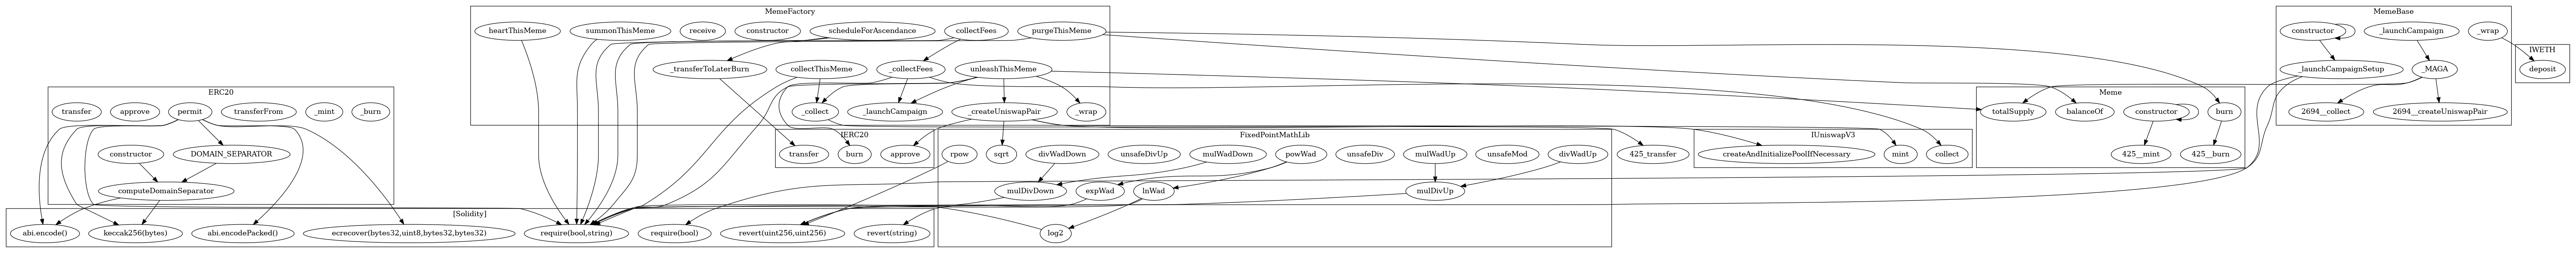 MemeFactory
MemeBase
heartThisMeme
summonThisMeme
receive
constructor
scheduleForAscendance
collectFees
purgeThisMeme
constructor
_launchCampaign
_wrap
IWETH
_transferToLaterBurn
collectThisMeme
_collectFees
unleashThisMeme
_launchCampaignSetup
_MAGA
deposit
ERC20
Meme
transfer
approve
permit
transferFrom
_mint
_burn
_collect
_launchCampaign
_createUniswapPair
_wrap
totalSupply
balanceOf
constructor
burn
2694__collect
2694__createUniswapPair
IERC20
FixedPointMathLib
IUniswapV3
constructor
DOMAIN_SEPARATOR
transfer
burn
approve
rpow
sqrt
divWadDown
unsafeDivUp
mulWadDown
powWad
unsafeDiv
mulWadUp
unsafeMod
divWadUp
425_transfer
createAndInitializePoolIfNecessary
mint
collect
425__mint
425__burn
computeDomainSeparator
mulDivDown
expWad
lnWad
mulDivUp
[Solidity]
abi.encode()
keccak256(bytes)
abi.encodePacked()
ecrecover(bytes32,uint8,bytes32,bytes32)
require(bool,string)
require(bool)
revert(uint256,uint256)
revert(string)
log2